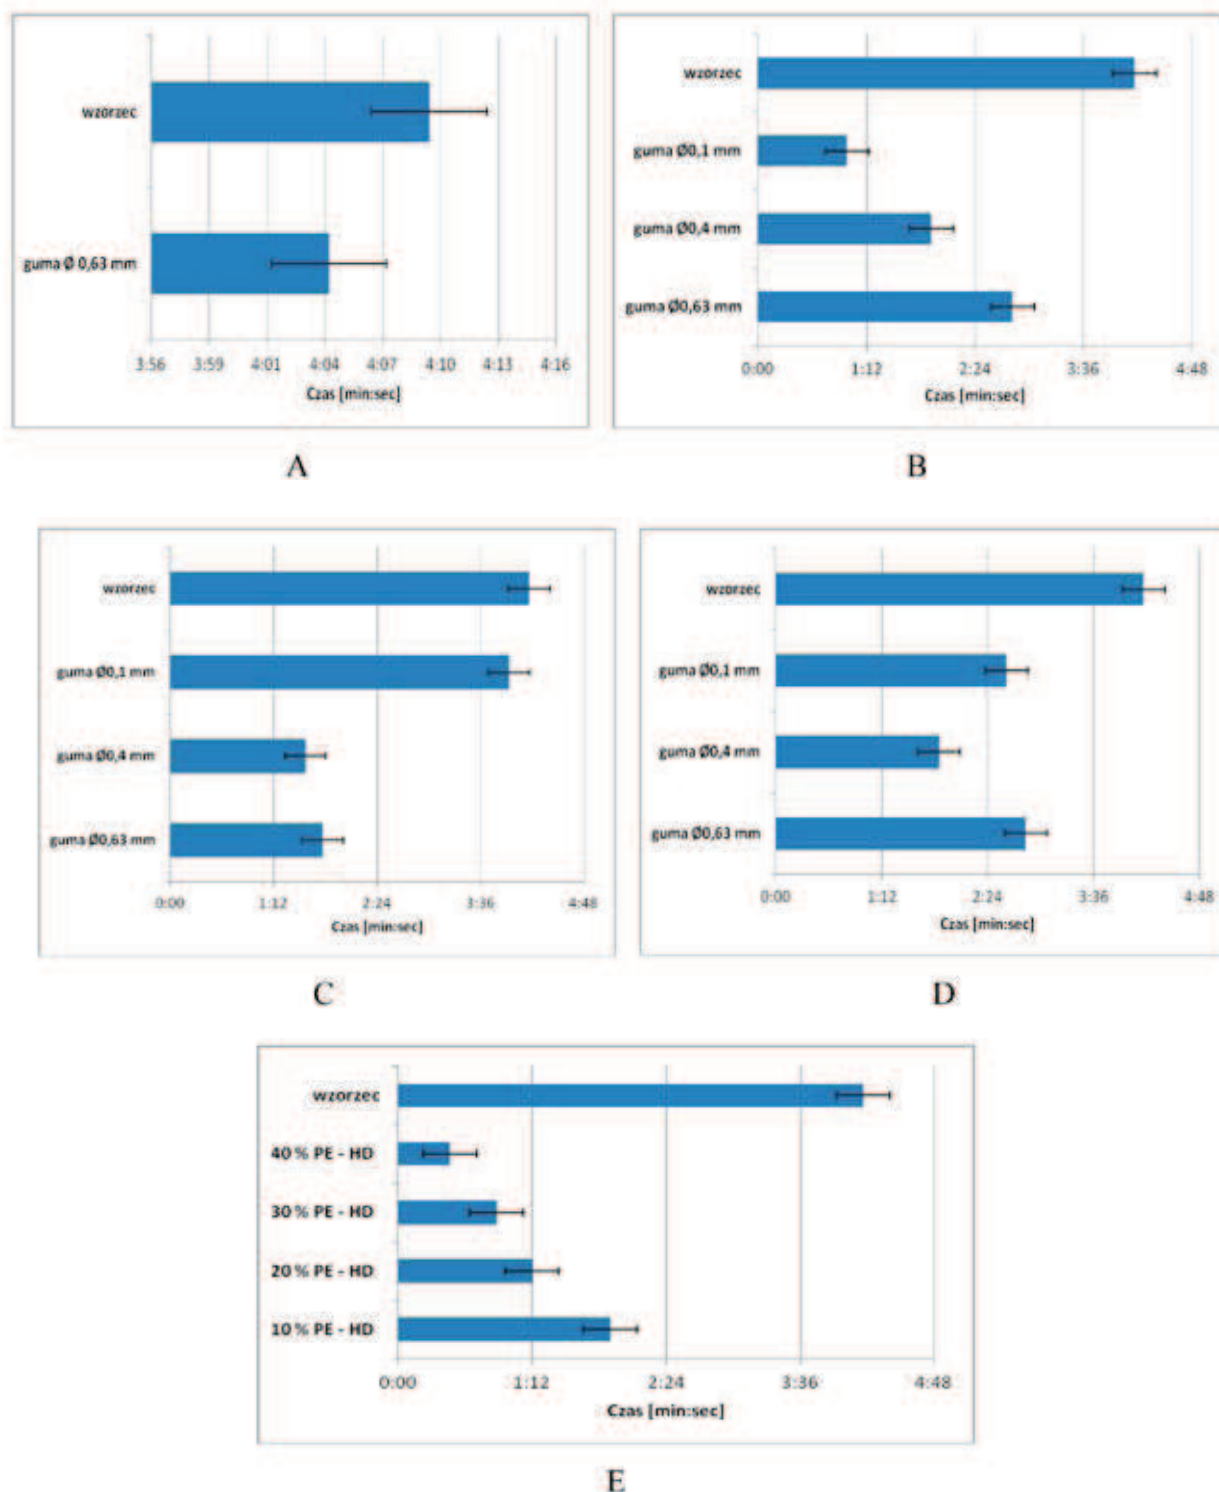 wzorzec
guma Ø 0,63 mm
3:56 3:59 4:01 4:04 4:07 4:10 4:13 4:16
Czas [min:sec]
A
wzorzec
guma Ø0,1 mm
guma Ø0,4 mm
guma Ø0,63 mm
0:00 1:12 2:24 3:36 4:48
Czas [min:sec]
B
wzorzec
guma Ø0,1 mm
guma Ø0,4 mm
guma Ø0,63 mm
0:00 1:12 2:24 3:36 4:48
Czas [min:sec]
C
wzorzec
guma Ø0,1 mm
guma Ø0,4 mm
guma Ø0,63 mm
0:00 1:12 2:24 3:36 4:48
Czas [min:sec]
D
wzorzec
40 % PE - HD
30 % PE - HD
20 % PE - HD
10 % PE - HD
0:00 1:12 2:24 3:36 4:48
Czas [min:sec]
E